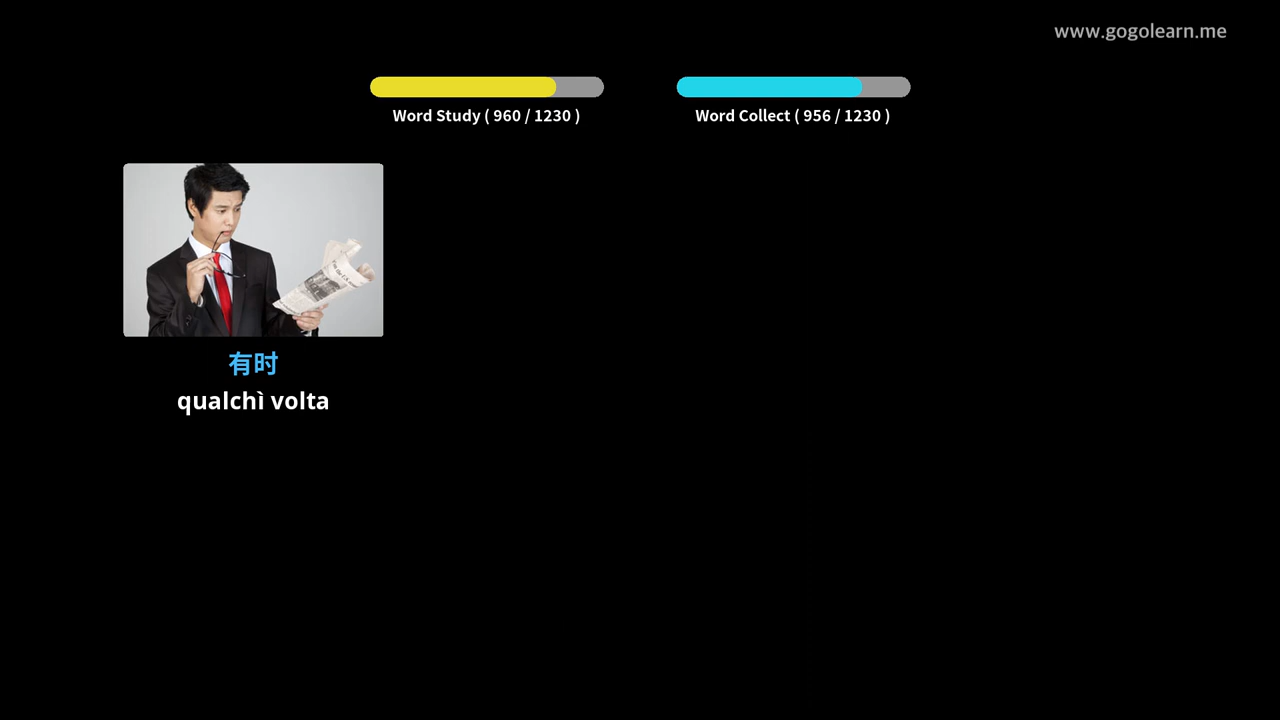 www.gogolearn.me
Word Study ( 960 / 1230 )
Word Collect ( 956 / 1230 )
有时
qualchì volta